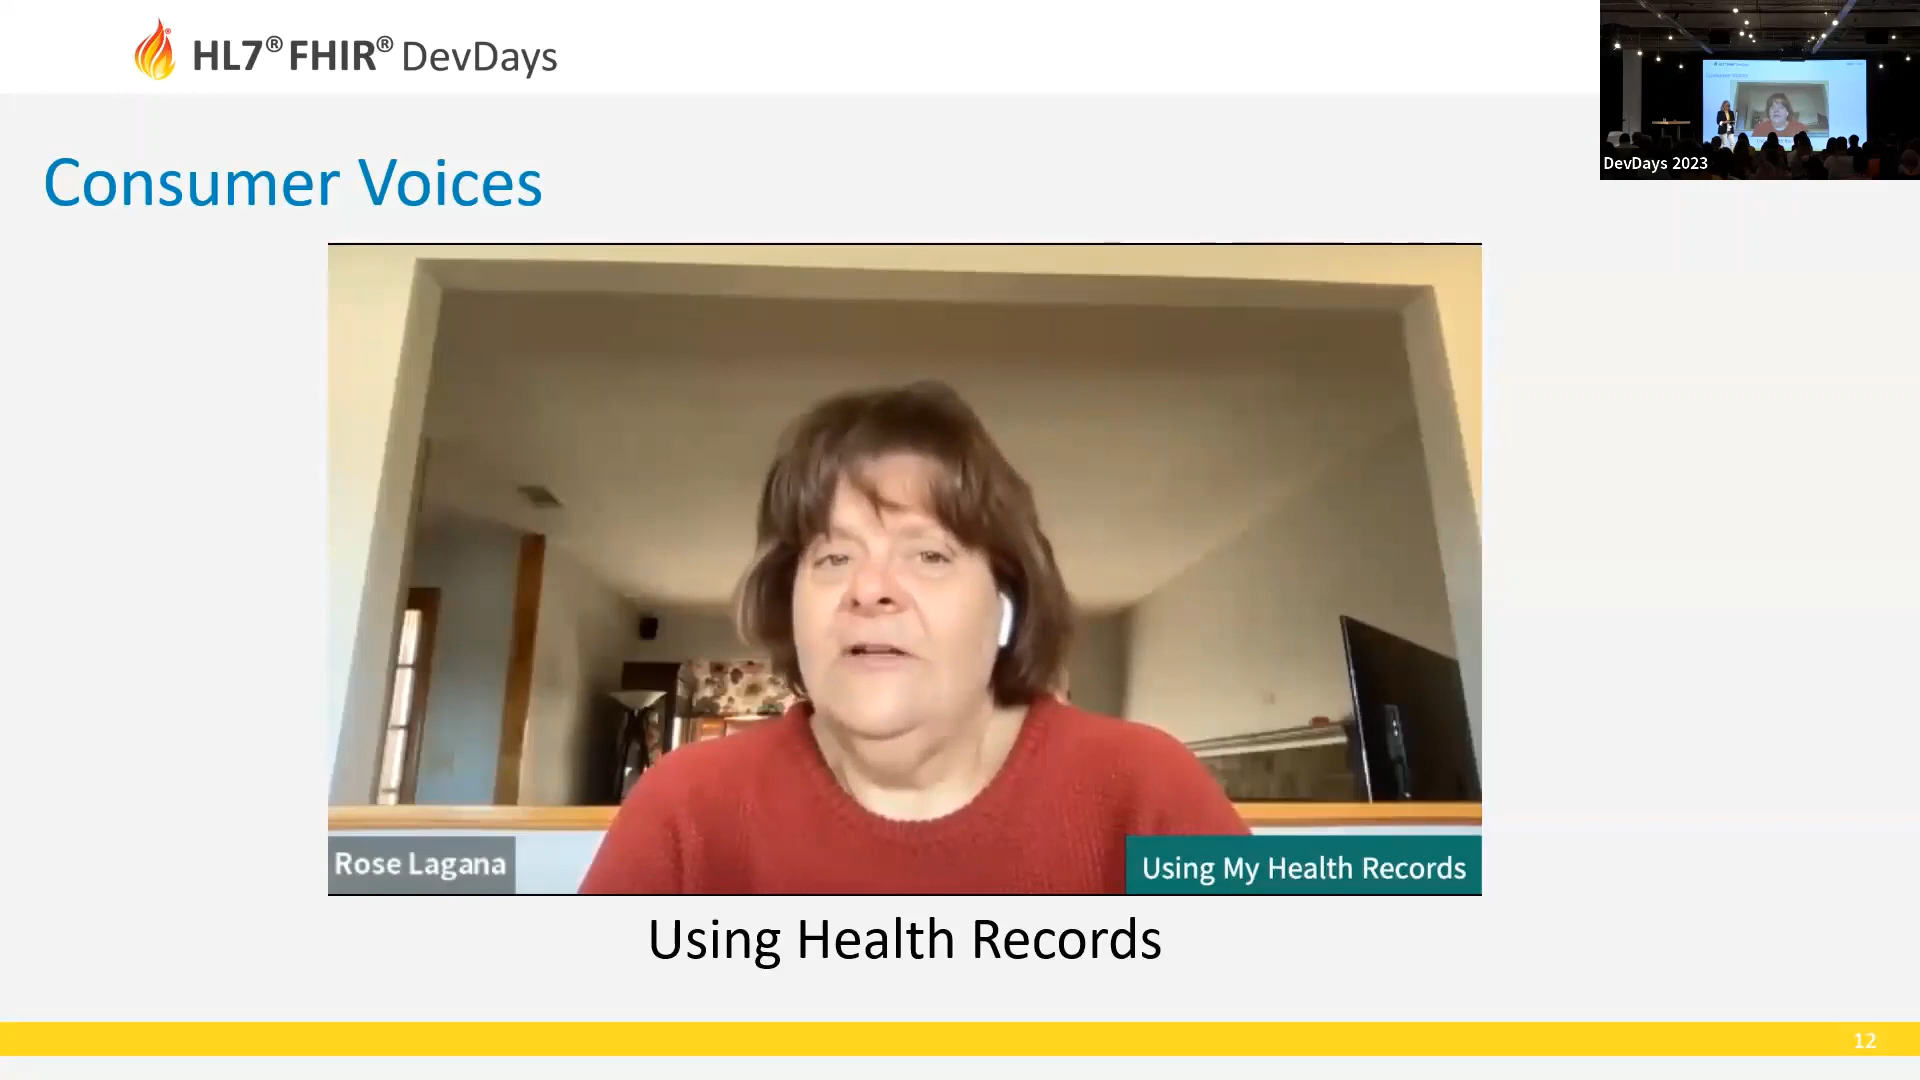 HL7® FHIR® DevDays
DevDays 2023
Consumer Voices
Rose Lagana
Using My Health Records
Using Health Records
12